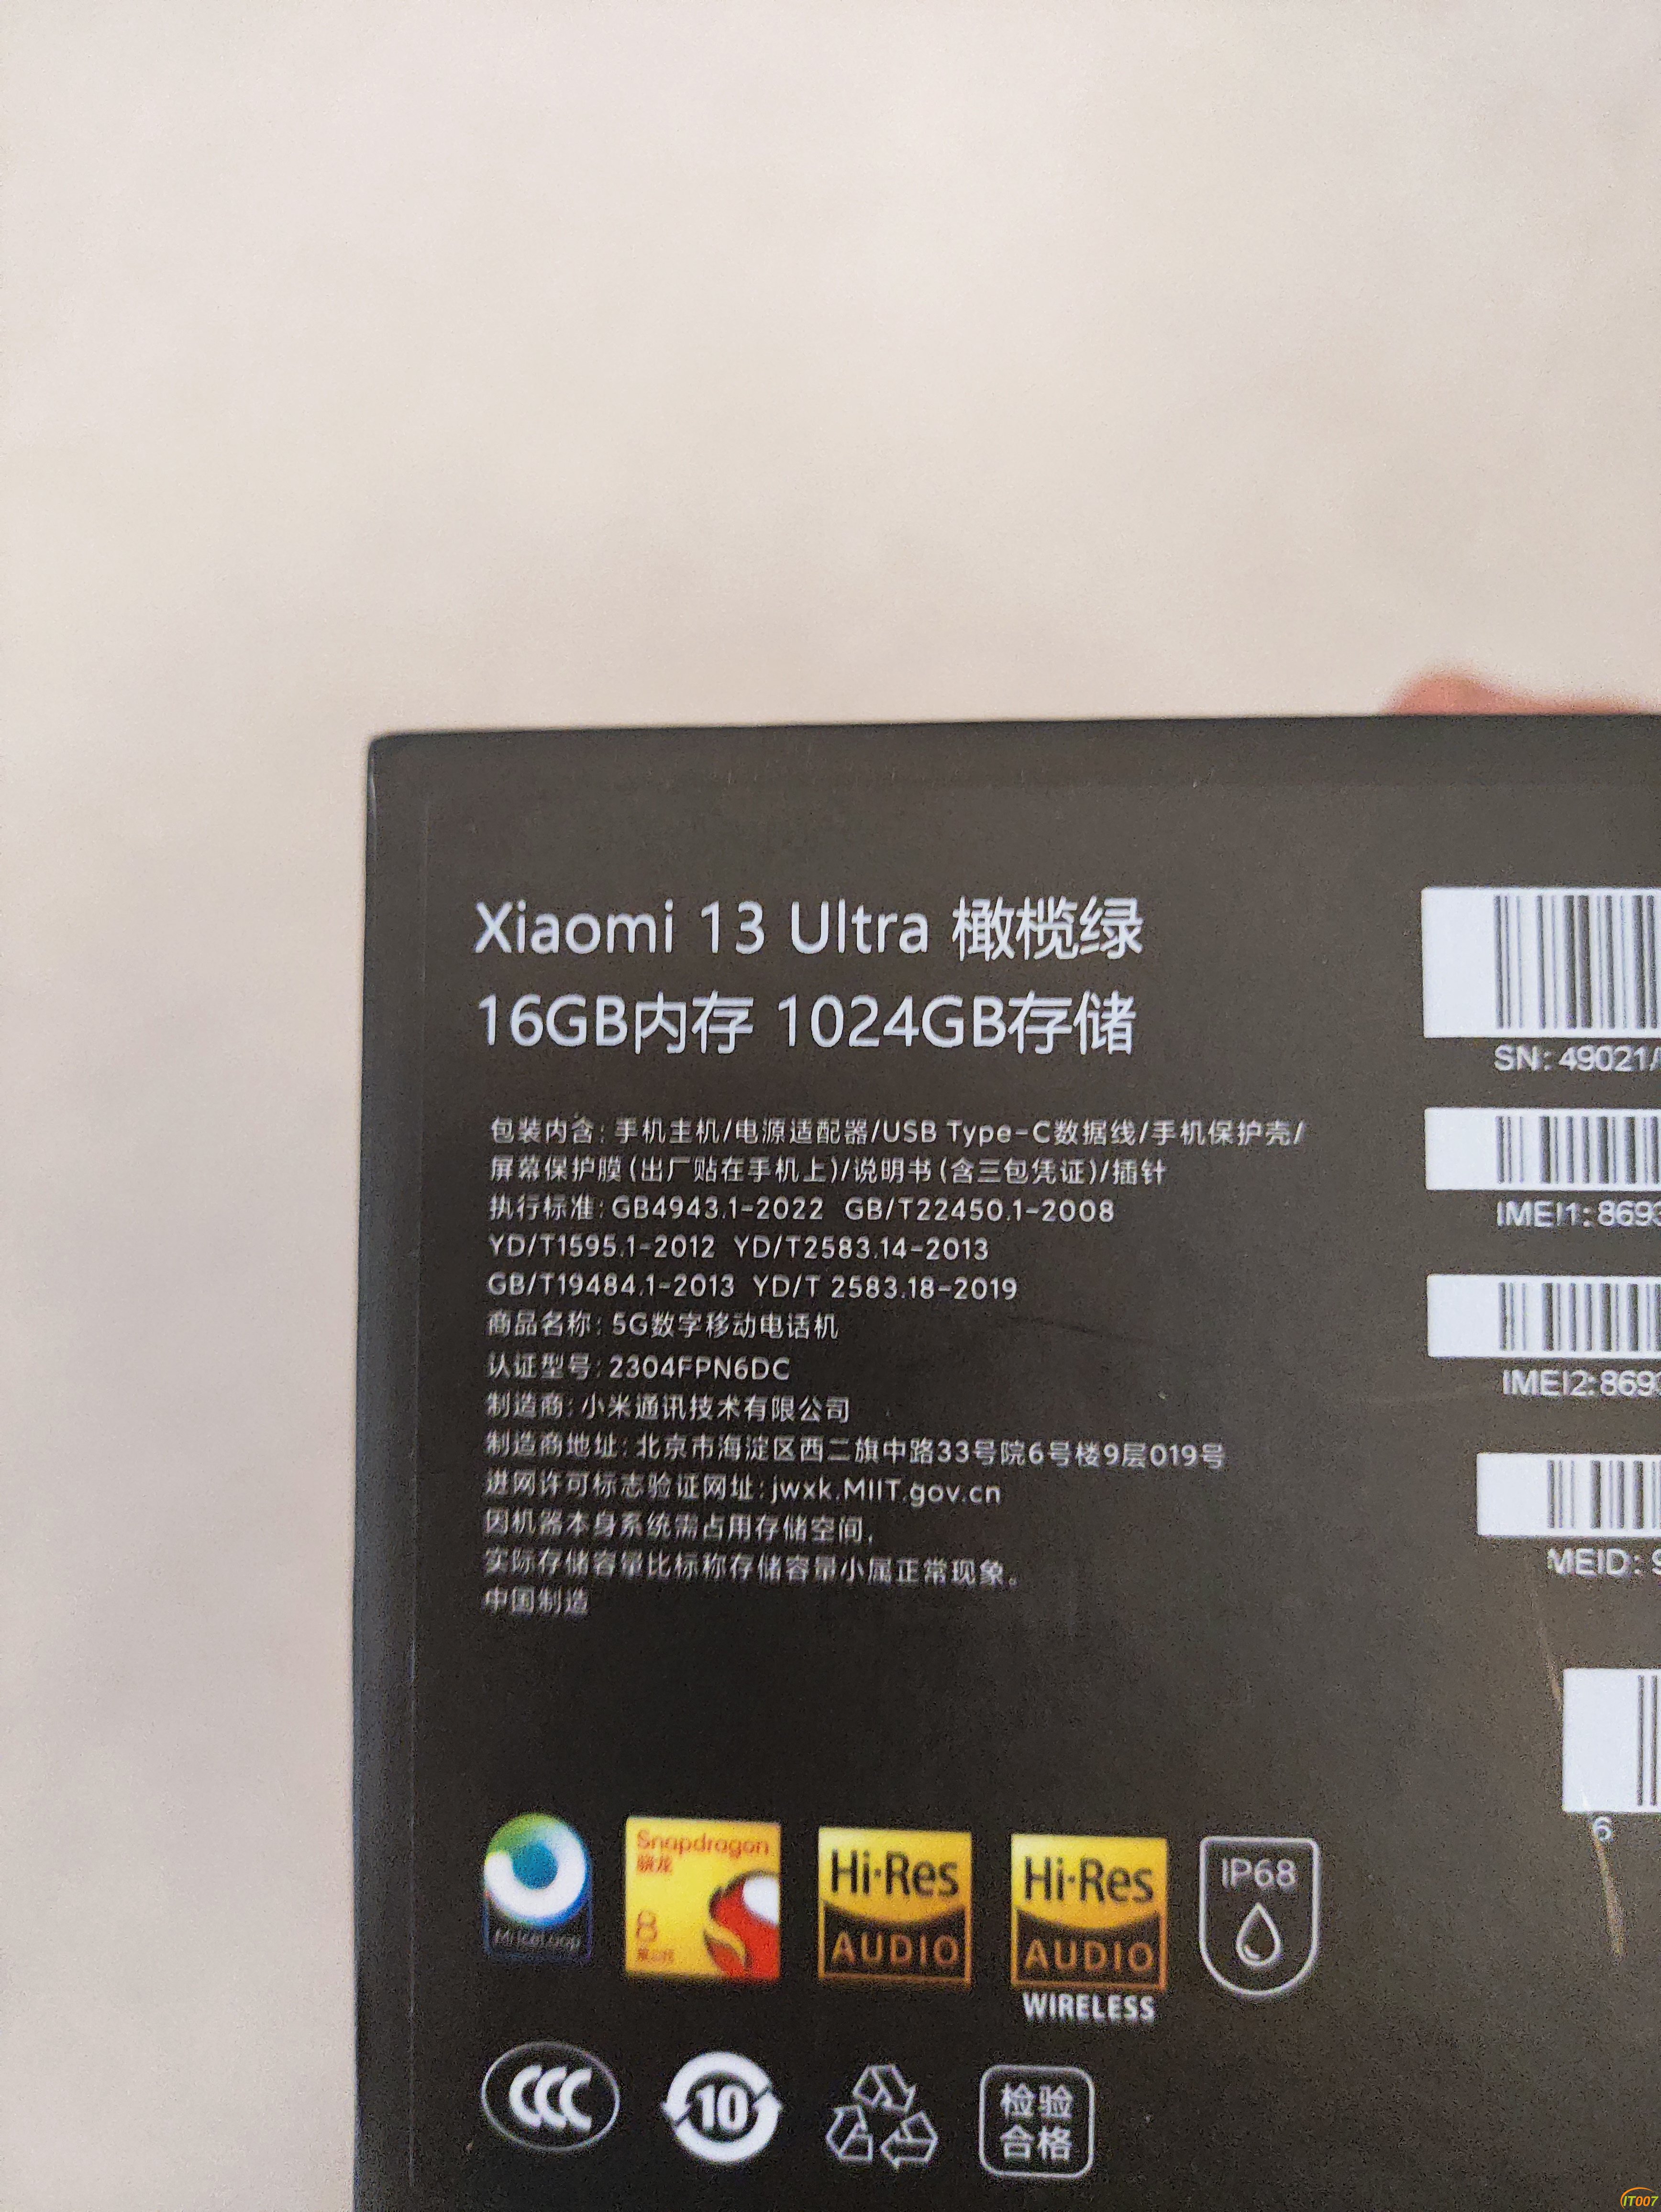 Xiaomi 13 Ultra 橄榄绿
16GB内存 1024GB存储
包装内含: 手机主机/电源适配器/USB Type-C数据线/手机保护壳/
屏幕保护膜(出厂贴在手机上)/说明书(含三包凭证)/插针
执行标准: GB4943.1-2022 GB/T22450.1-2008
YD/T1595.1-2012 YD/T2583.14-2013
GB/T19484.1-2013 YD/T 2583.18-2019
商品名称: 5G数字移动电话机
认证型号: 2304FPN6DC
制造商: 小米通讯技术有限公司
制造商地址: 北京市海淀区西二旗中路33号院6号楼9层019号
进网许可标志验证网址: jwxk.MIIT.gov.cn
因机器本身系统需占用存储空间,
实际存储容量比标称存储容量小属正常现象。
中国制造
SN: 49021/
IMEI1: 8693
IMEI2: 8693
MEID:
6
Snapdragon
骁龙
8
Hi-Res
AUDIO
Hi-Res
AUDIO
WIRELESS
IP68
CCC
10
检验
合格
IT007